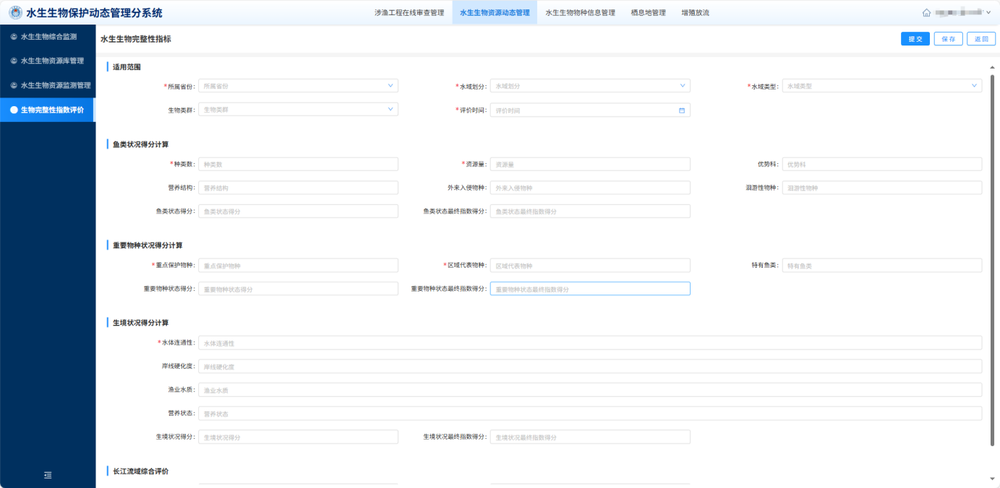 水生生物保护动态管理分系统
涉渔工程在线审查管理 水生生物资源动态管理 水生生物物种信息管理 栖息地管理 增殖放流
水生生物综合监测
水生生物资源库管理
水生生物资源监测管理
生物完整性指数评价
水生生物完整性指标
提交 保存 返回
适用范围
*所属省份: 所属省份 *水域划分: 水域划分 *水域类型: 水域类型
生物类群: 生物类群 *评价时间: 评价时间
鱼类状况得分计算
*种类数: 种类数 *资源量: 资源量 优势科: 优势科
营养结构: 营养结构 外来入侵物种: 外来入侵物种 洄游性物种: 洄游性物种
鱼类状态得分: 鱼类状态得分 鱼类状态最终指数得分: 鱼类状态最终指数得分
重要物种状况得分计算
*重点保护物种: 重点保护物种 *区域代表物种: 区域代表物种 特有鱼类: 特有鱼类
重要物种状态得分: 重要物种状态得分 重要物种状态最终指数得分: 重要物种状态最终指数得分
生境状况得分计算
*水体连通性: 水体连通性
岸线硬化度: 岸线硬化度
渔业水质: 渔业水质
营养状态: 营养状态
生境状况得分: 生境状况得分 生境状况最终指数得分: 生境状况最终指数得分
长江流域综合评价